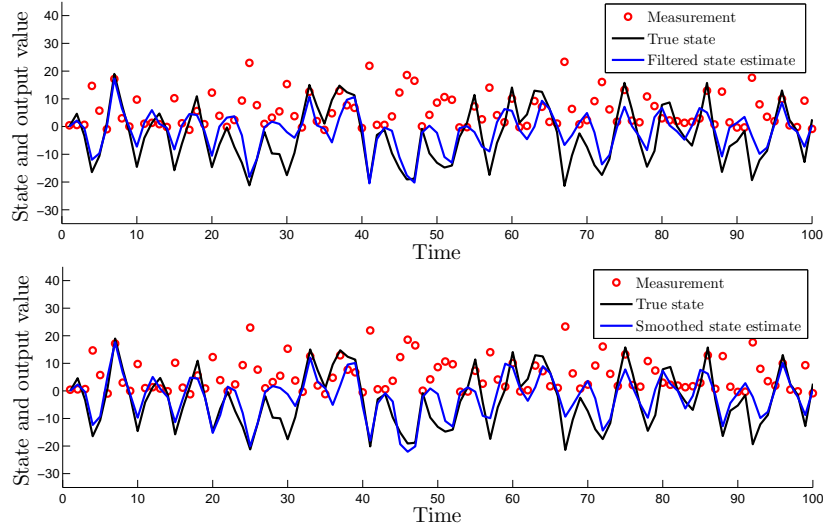 40
30
20
10
0
−10
−20
−30
State and output value
Measurement
True state
Filtered state estimate
0 10 20 30 40 50 60 70 80 90 100
Time
40
30
20
10
0
−10
−20
−30
State and output value
Measurement
True state
Smoothed state estimate
0 10 20 30 40 50 60 70 80 90 100
Time